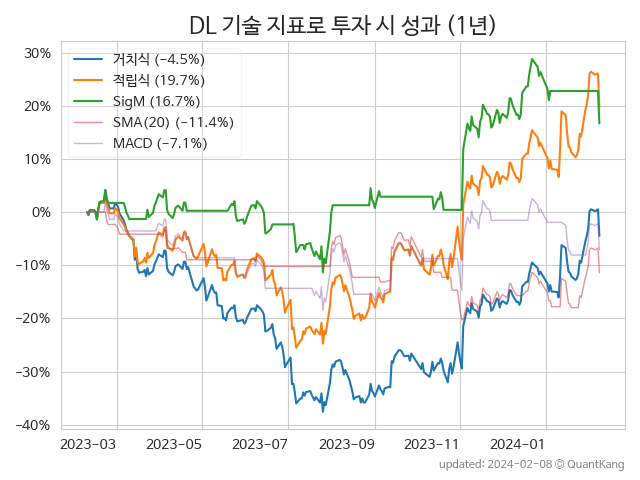 DL 기술 지표로 투자 시 성과 (1년)
30%
20%
10%
0%
−10%
−20%
−30%
−40%
거치식 (−4.5%)
적립식 (19.7%)
SigM (16.7%)
SMA(20) (−11.4%)
MACD (−7.1%)
2023-03 2023-05 2023-07 2023-09 2023-11 2024-01
updated: 2024-02-08 © QuantKang